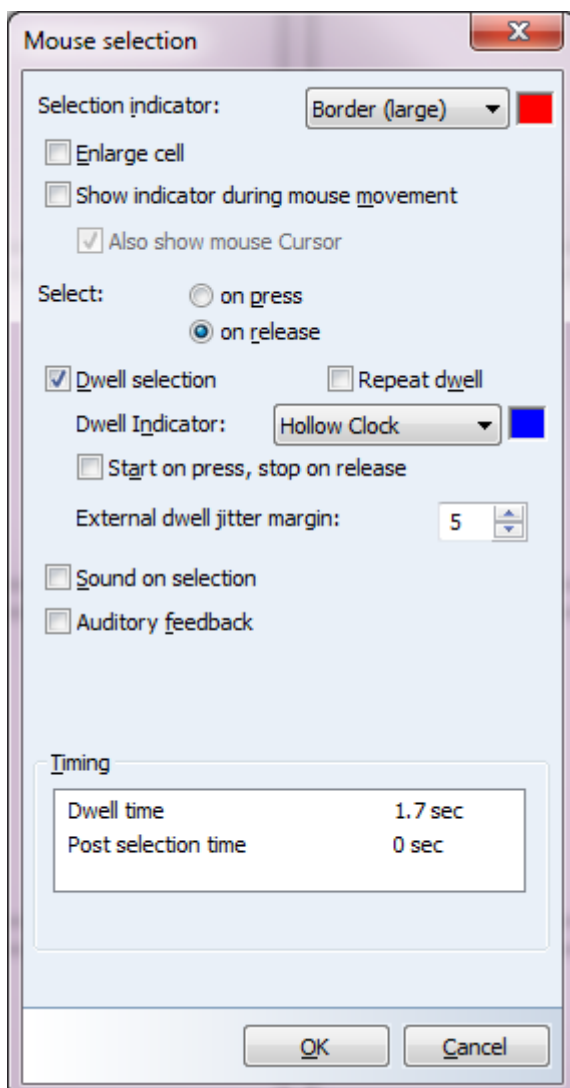 Mouse selection
Selection indicator: Border (large)
Enlarge cell
Show indicator during mouse movement
Also show mouse Cursor
Select: on press
on release
Dwell selection Repeat dwell
Dwell Indicator: Hollow Clock
Start on press, stop on release
External dwell jitter margin: 5
Sound on selection
Auditory feedback
Timing
Dwell time 1.7 sec
Post selection time 0 sec
OK Cancel